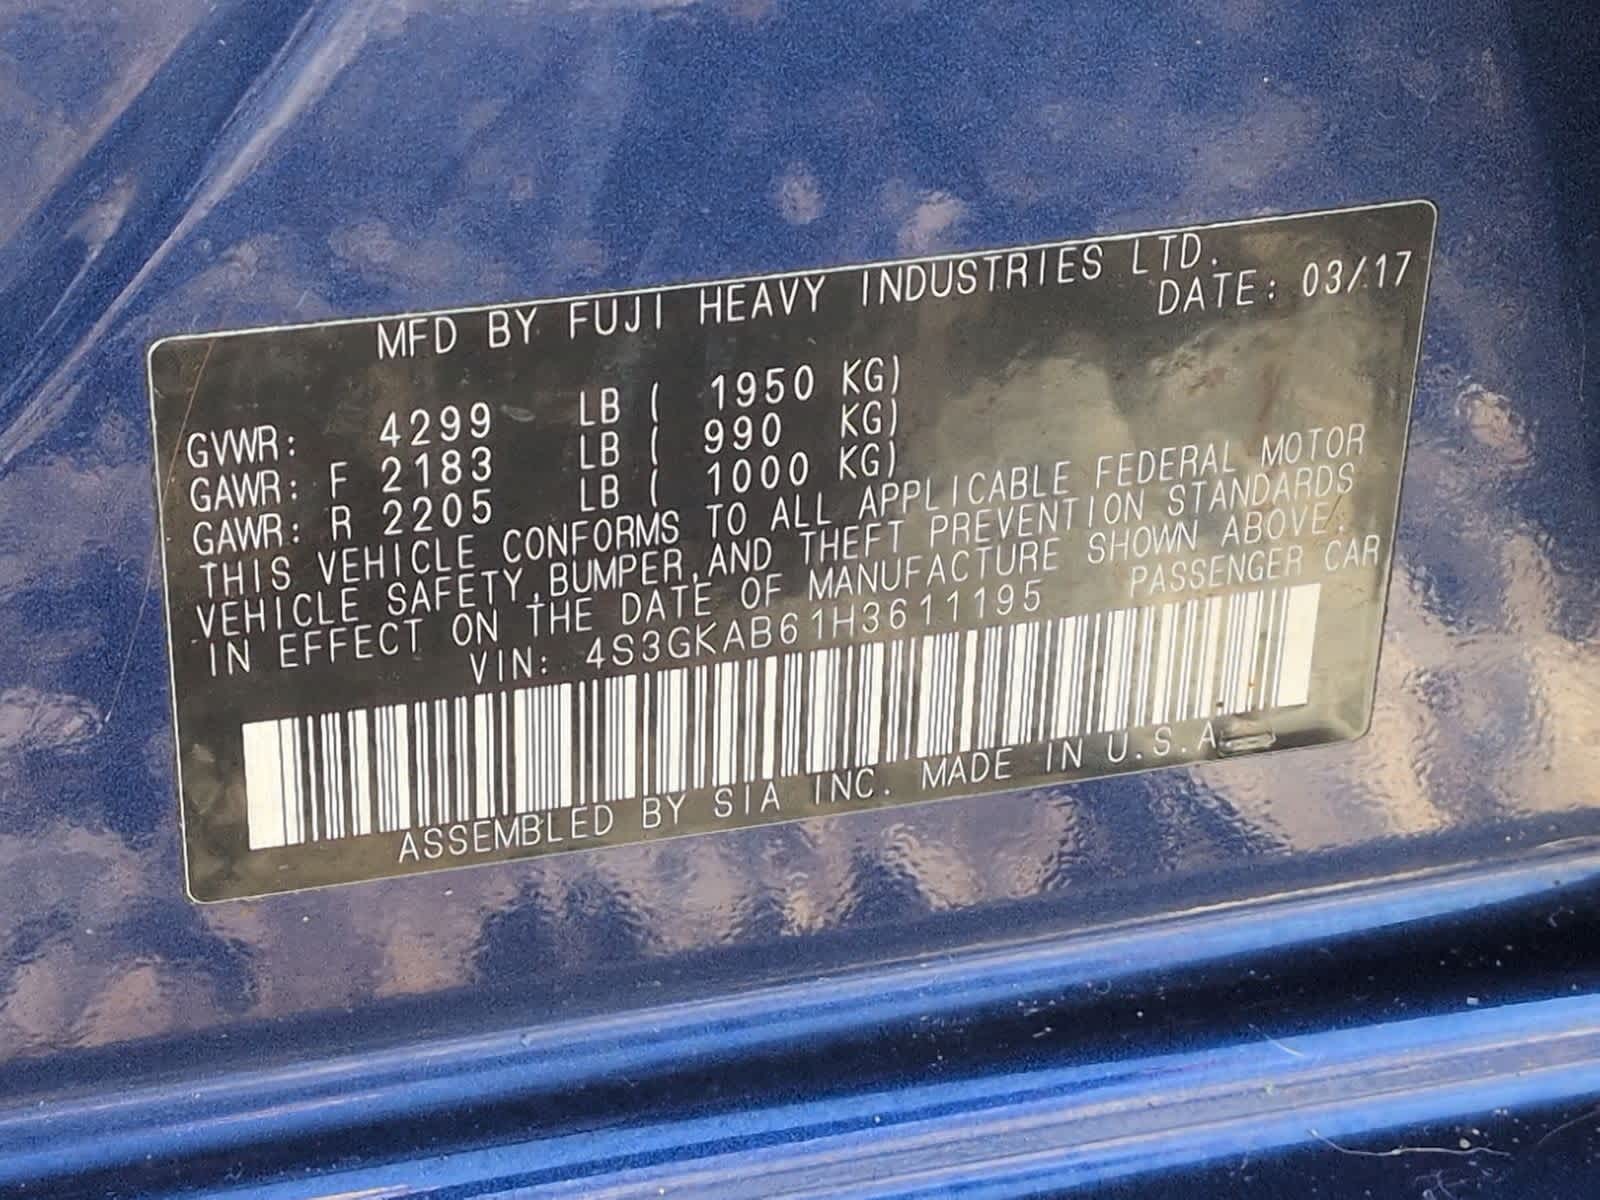 MFD BY FUJI HEAVY INDUSTRIES LTD.
DATE: 03/17
GVWR: 4299 LB ( 1950 KG)
GAWR: F 2183 LB ( 990 KG)
GAWR: R 2205 LB ( 1000 KG)
THIS VEHICLE CONFORMS TO ALL APPLICABLE FEDERAL MOTOR
VEHICLE SAFETY,BUMPER,AND THEFT PREVENTION STANDARDS
IN EFFECT ON THE DATE OF MANUFACTURE SHOWN ABOVE.
VIN: 4S3GKAB61H3611195 PASSENGER CAR
ASSEMBLED BY SIA INC. MADE IN U.S.A